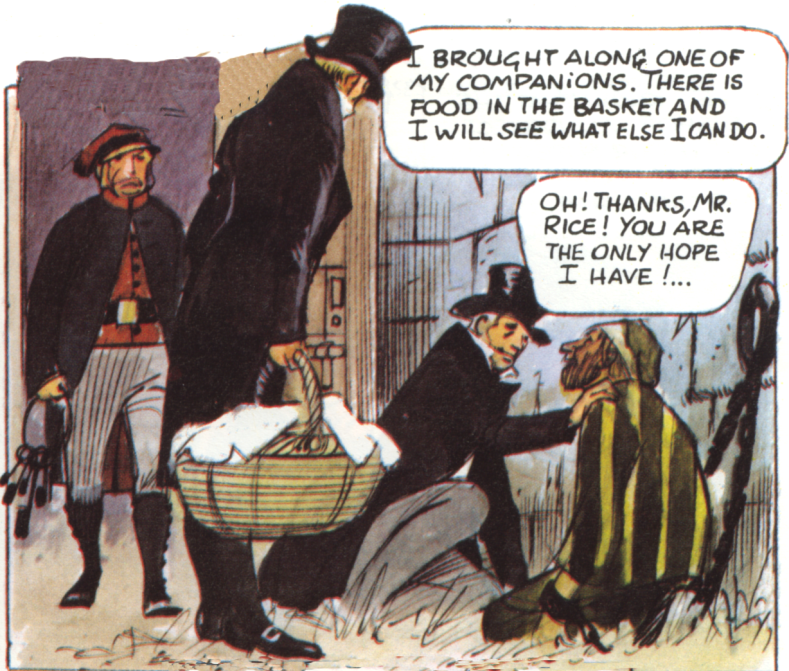 I BROUGHT ALONG ONE OF
MY COMPANiONS. THERE IS
FOOD IN THE BASKET AND
I WILL SEE WHAT ELSE I CAN DO.
OH! THANKS, MR.
RICE! YOU ARE
THE ONLY HOPE
I HAVE!...